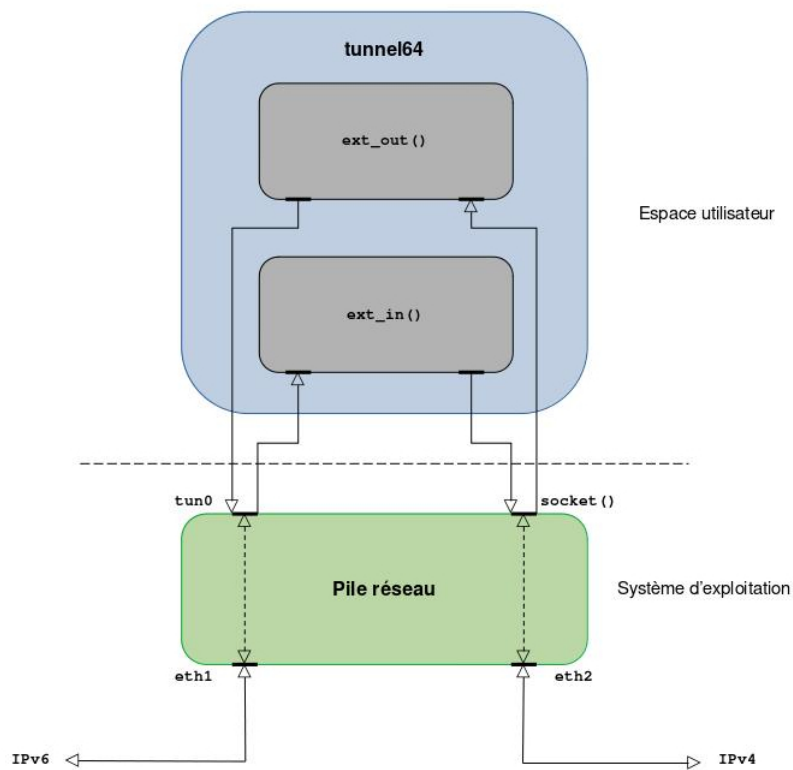 tunnel64
ext_out()
Espace utilisateur
ext_in()
tun0
socket()
Pile réseau
Système d'exploitation
eth1
eth2
IPv6
IPv4